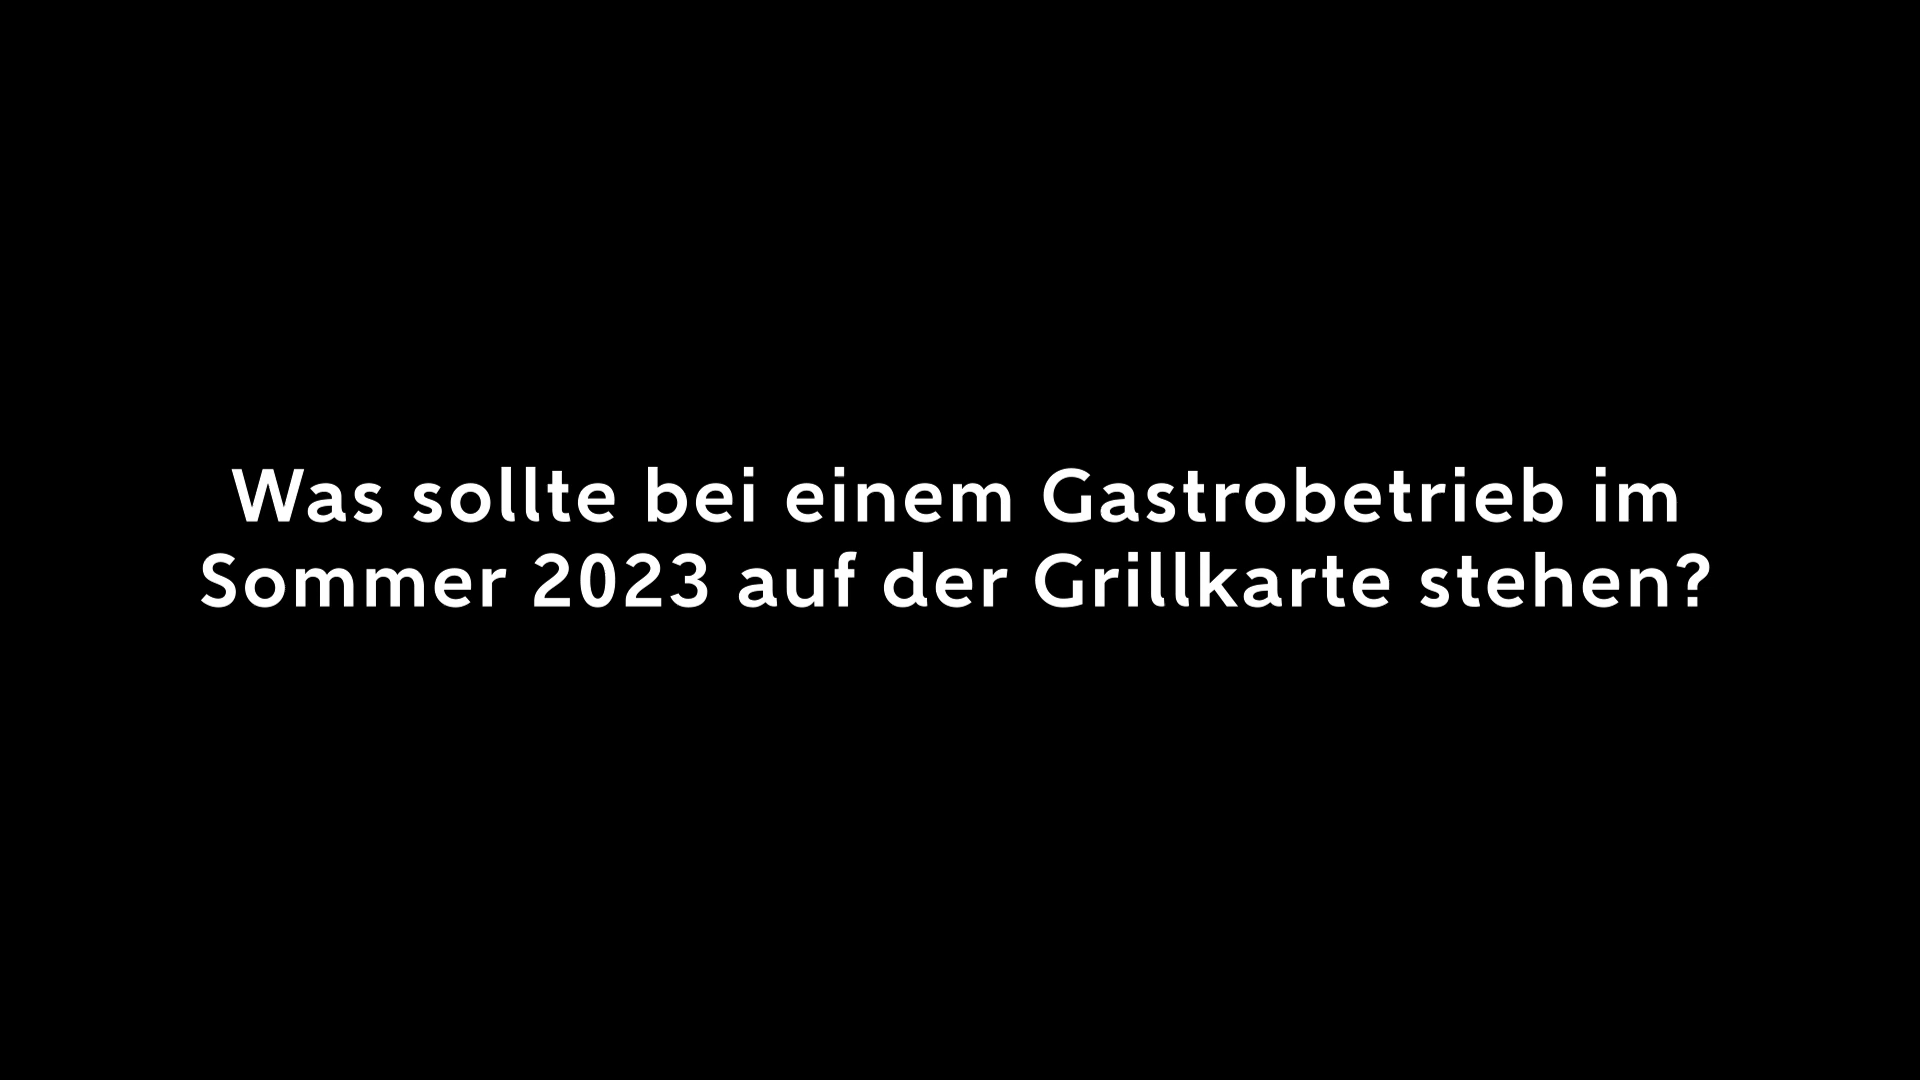 Was sollte bei einem Gastrobetrieb im
Sommer 2023 auf der Grillkarte stehen?